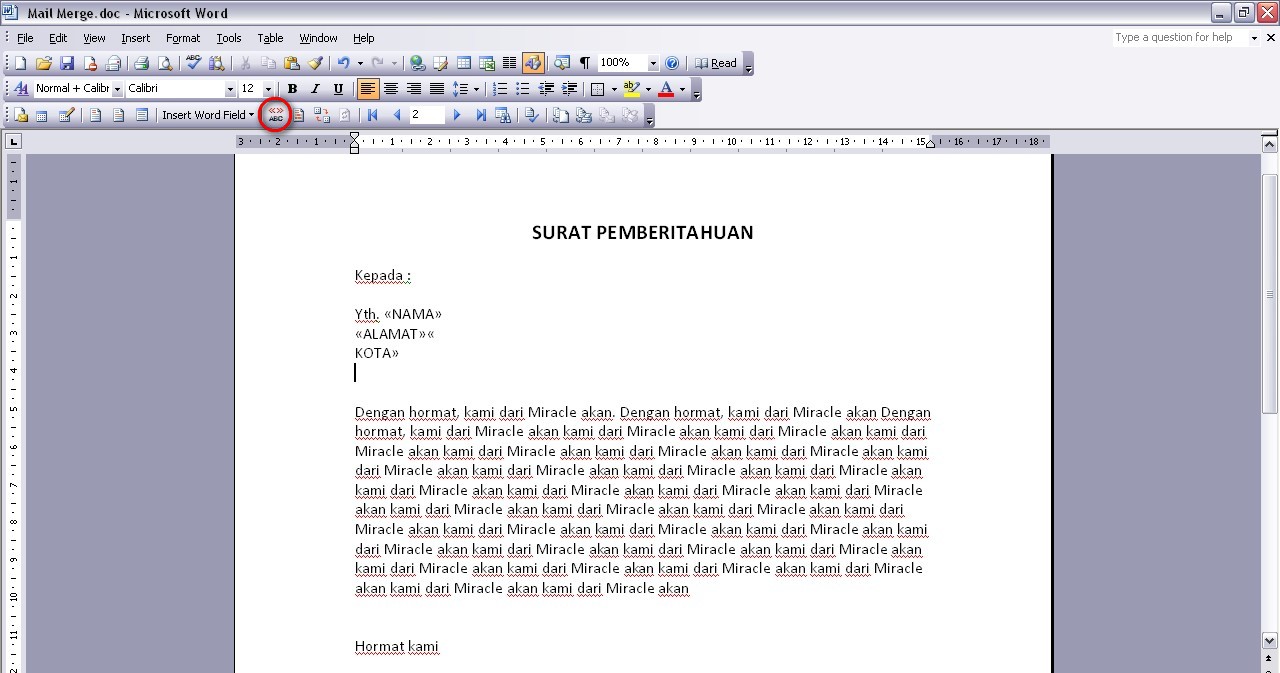 Mail Merge.doc - Microsoft Word
File Edit View Insert Format Tools Table Window Help Type a question for help
100% Read
Normal + Calibr Calibri 12 B I U
Insert Word Field «» ABC 2
3 2 1 1 2 3 4 5 6 7 8 9 10 11 12 13 14 15 16 17 18
SURAT PEMBERITAHUAN
Kepada :
Yth. «NAMA»
«ALAMAT»«
KOTA»
Dengan hormat, kami dari Miracle akan. Dengan hormat, kami dari Miracle akan Dengan
hormat, kami dari Miracle akan kami dari Miracle akan kami dari Miracle akan kami dari
Miracle akan kami dari Miracle akan kami dari Miracle akan kami dari Miracle akan kami
dari Miracle akan kami dari Miracle akan kami dari Miracle akan kami dari Miracle akan
kami dari Miracle akan kami dari Miracle akan kami dari Miracle akan kami dari Miracle
akan kami dari Miracle akan kami dari Miracle akan kami dari Miracle akan kami dari
Miracle akan kami dari Miracle akan kami dari Miracle akan kami dari Miracle akan kami
dari Miracle akan kami dari Miracle akan kami dari Miracle akan kami dari Miracle akan
kami dari Miracle akan kami dari Miracle akan kami dari Miracle akan kami dari Miracle
akan kami dari Miracle akan kami dari Miracle akan
Hormat kami